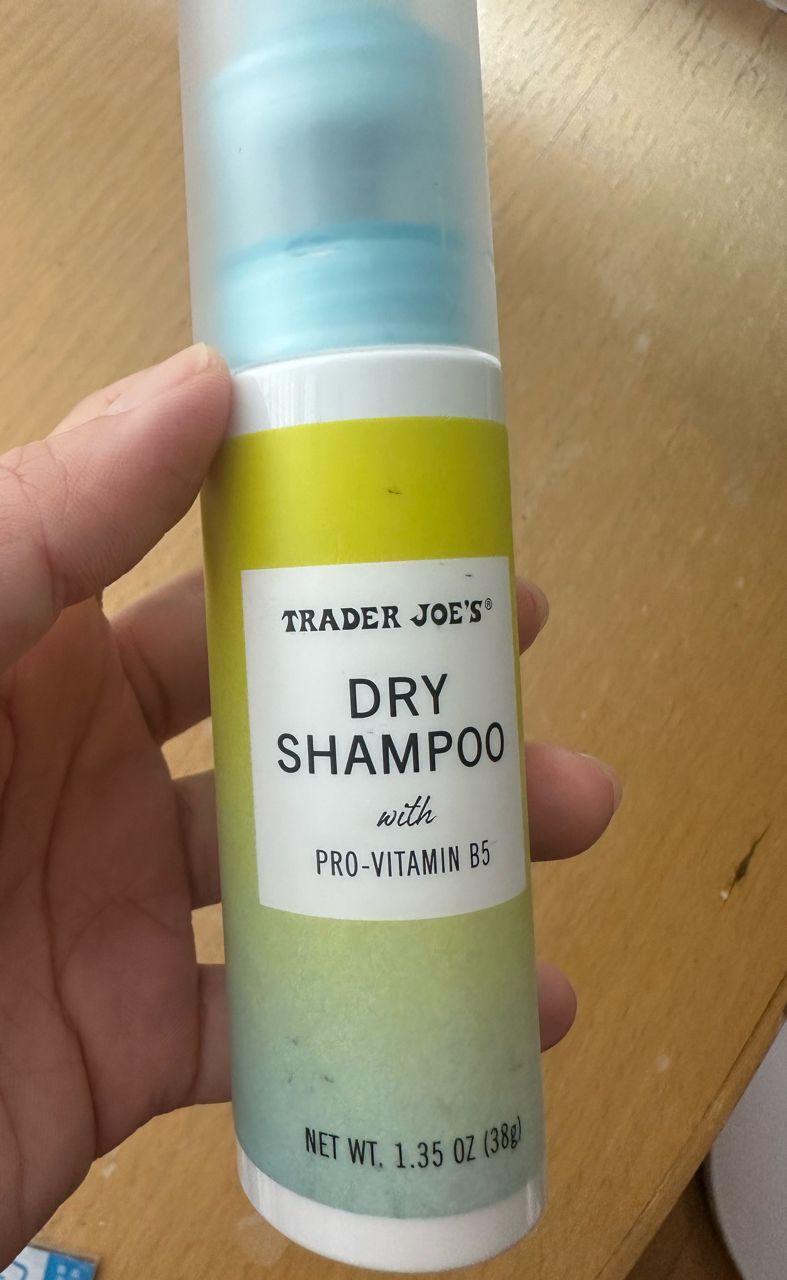 TRADER JOE'S®
DRY
SHAMPOO
with
PRO-VITAMIN B5
NET WT. 1.35 OZ (38g)